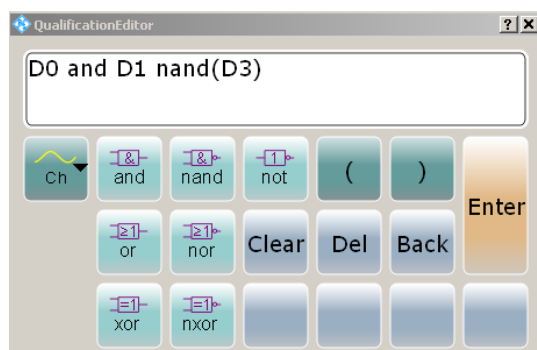 QualificationEditor
? X
D0 and D1 nand(D3)
Ch
&
and
&
nand
1
not
(
)
Enter
≥1
or
≥1
nor
Clear
Del
Back
=1
xor
=1
nxor